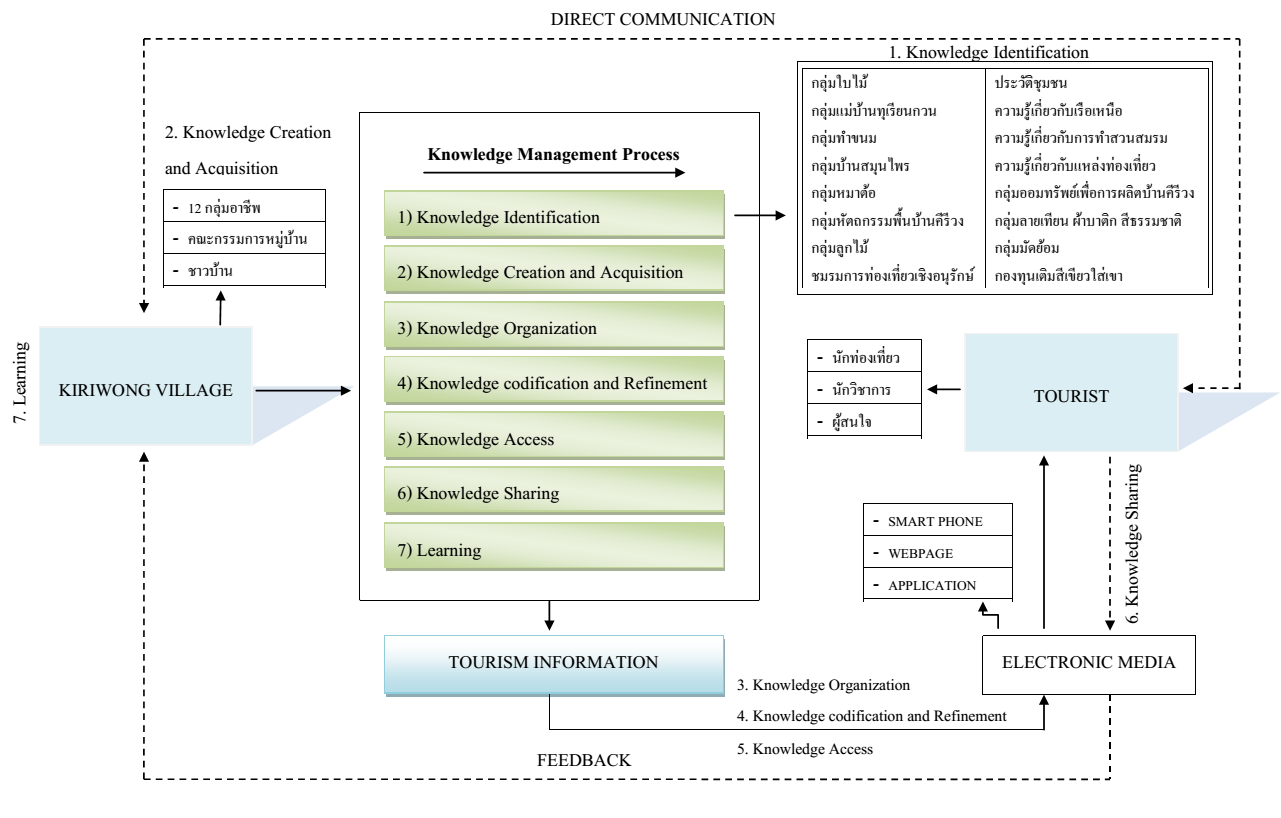 DIRECT COMMUNICATION
1. Knowledge Identification
กลุ่มใบไม้
กลุ่มแม่บ้านทุเรียนกวน
กลุ่มทำขนม
กลุ่มบ้านสมุนไพร
กลุ่มหมาต้อ
กลุ่มหัตถกรรมพื้นบ้านคีรีวง
กลุ่มลูกไม้
ชมรมการท่องเที่ยวเชิงอนุรักษ์
ประวัติชุมชน
ความรู้เกี่ยวกับเรือเหนือ
ความรู้เกี่ยวกับการทำสวนสมรม
ความรู้เกี่ยวกับแหล่งท่องเที่ยว
กลุ่มออมทรัพย์เพื่อการผลิตบ้านคีรีวง
กลุ่มลายเทียน ผ้าบาติก สีธรรมชาติ
กลุ่มมัดย้อม
กองทุนเติมสีเขียวใส่เขา
2. Knowledge Creation
and Acquisition
- 12 กลุ่มอาชีพ
- คณะกรรมการหมู่บ้าน
- ชาวบ้าน
Knowledge Management Process
1) Knowledge Identification
2) Knowledge Creation and Acquisition
3) Knowledge Organization
4) Knowledge codification and Refinement
5) Knowledge Access
6) Knowledge Sharing
7) Learning
7. Learning
KIRIWONG VILLAGE
- นักท่องเที่ยว
- นักวิชาการ
- ผู้สนใจ
TOURIST
- SMART PHONE
- WEBPAGE
- APPLICATION
6. Knowledge Sharing
TOURISM INFORMATION
ELECTRONIC MEDIA
3. Knowledge Organization
4. Knowledge codification and Refinement
5. Knowledge Access
FEEDBACK